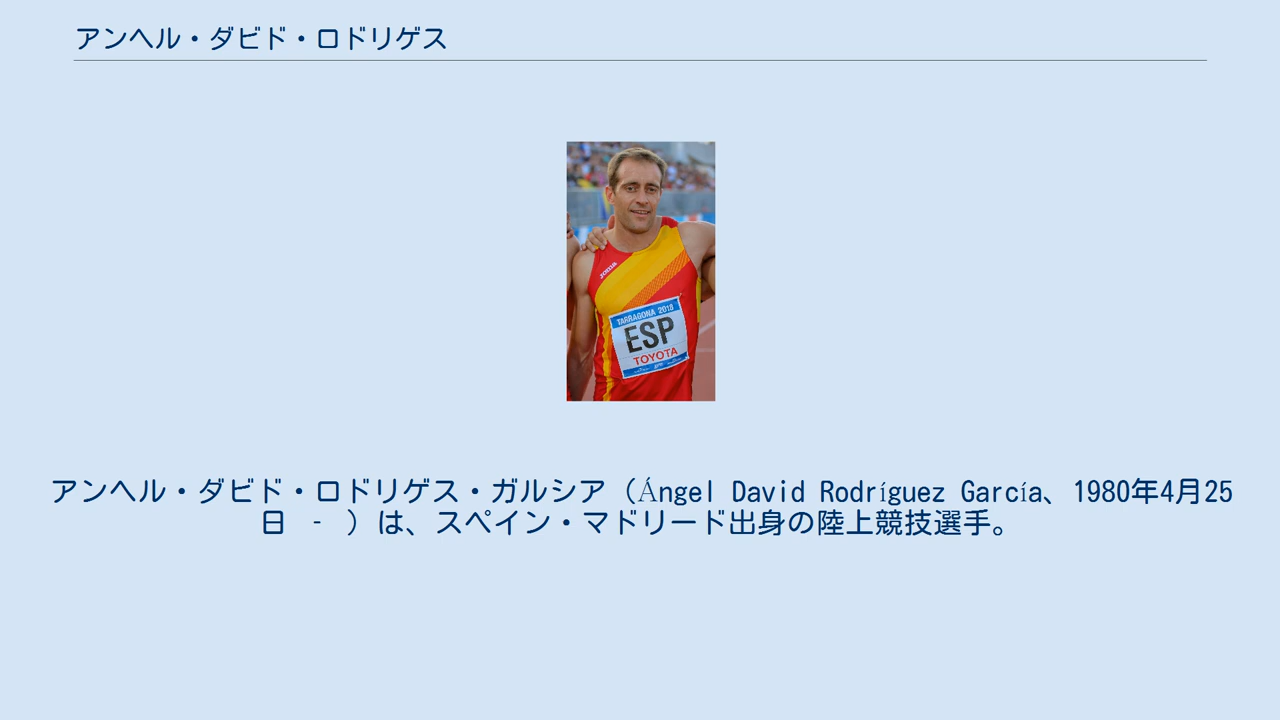 アンヘル・ダビド・ロドリゲス
joma
TARRAGONA 2018
ESP
TOYOTA
アンヘル・ダビド・ロドリゲス・ガルシア（Ángel David Rodríguez García、1980年4月25
日 - ）は、スペイン・マドリード出身の陸上競技選手。